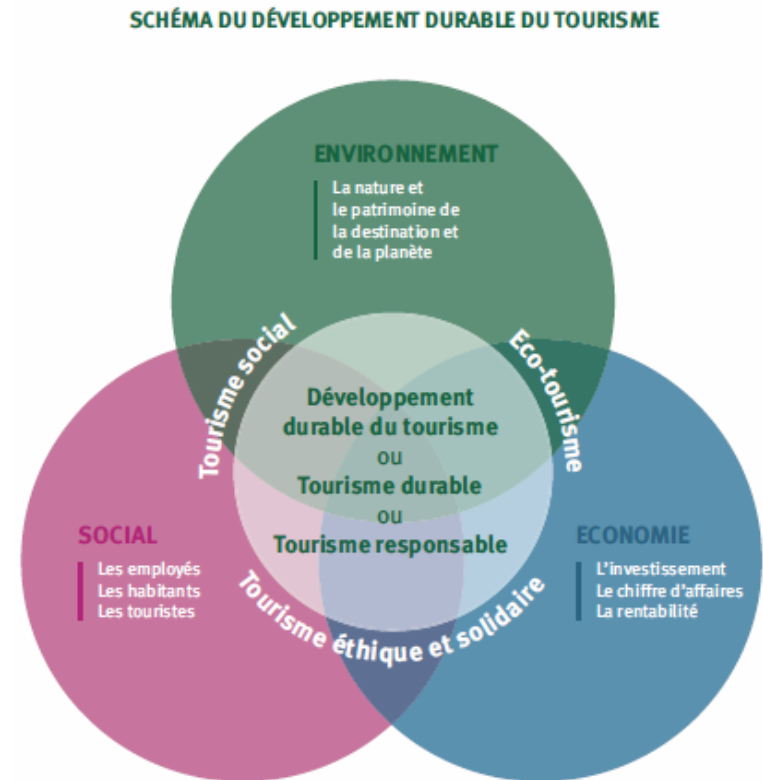 SCHÉMA DU DÉVELOPPEMENT DURABLE DU TOURISME
ENVIRONNEMENT
La nature et
le patrimoine de
la destination et
de la planète
Tourisme social
Eco-tourisme
Développement
durable du tourisme
ou
Tourisme durable
ou
Tourisme responsable
SOCIAL
Les employés
Les habitants
Les touristes
ECONOMIE
L'investissement
Le chiffre d'affaires
La rentabilité
Tourisme éthique et solidaire